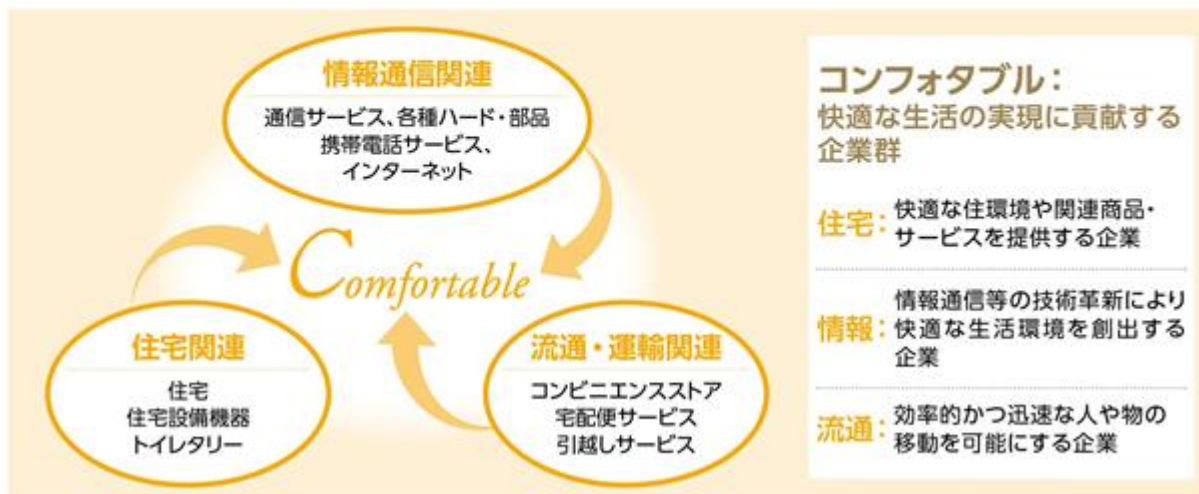 情報通信関連
通信サービス、各種ハード・部品
携帯電話サービス、
インターネット
Comfortable
住宅関連
住宅
住宅設備機器
トイレタリー
流通・運輸関連
コンビニエンスストア
宅配便サービス
引越しサービス
コンフォタブル：
快適な生活の実現に貢献する
企業群
住宅：快適な住環境や関連商品・
サービスを提供する企業
情報：情報通信等の技術革新により
快適な生活環境を創出する
企業
流通：効率的かつ迅速な人や物の
移動を可能にする企業